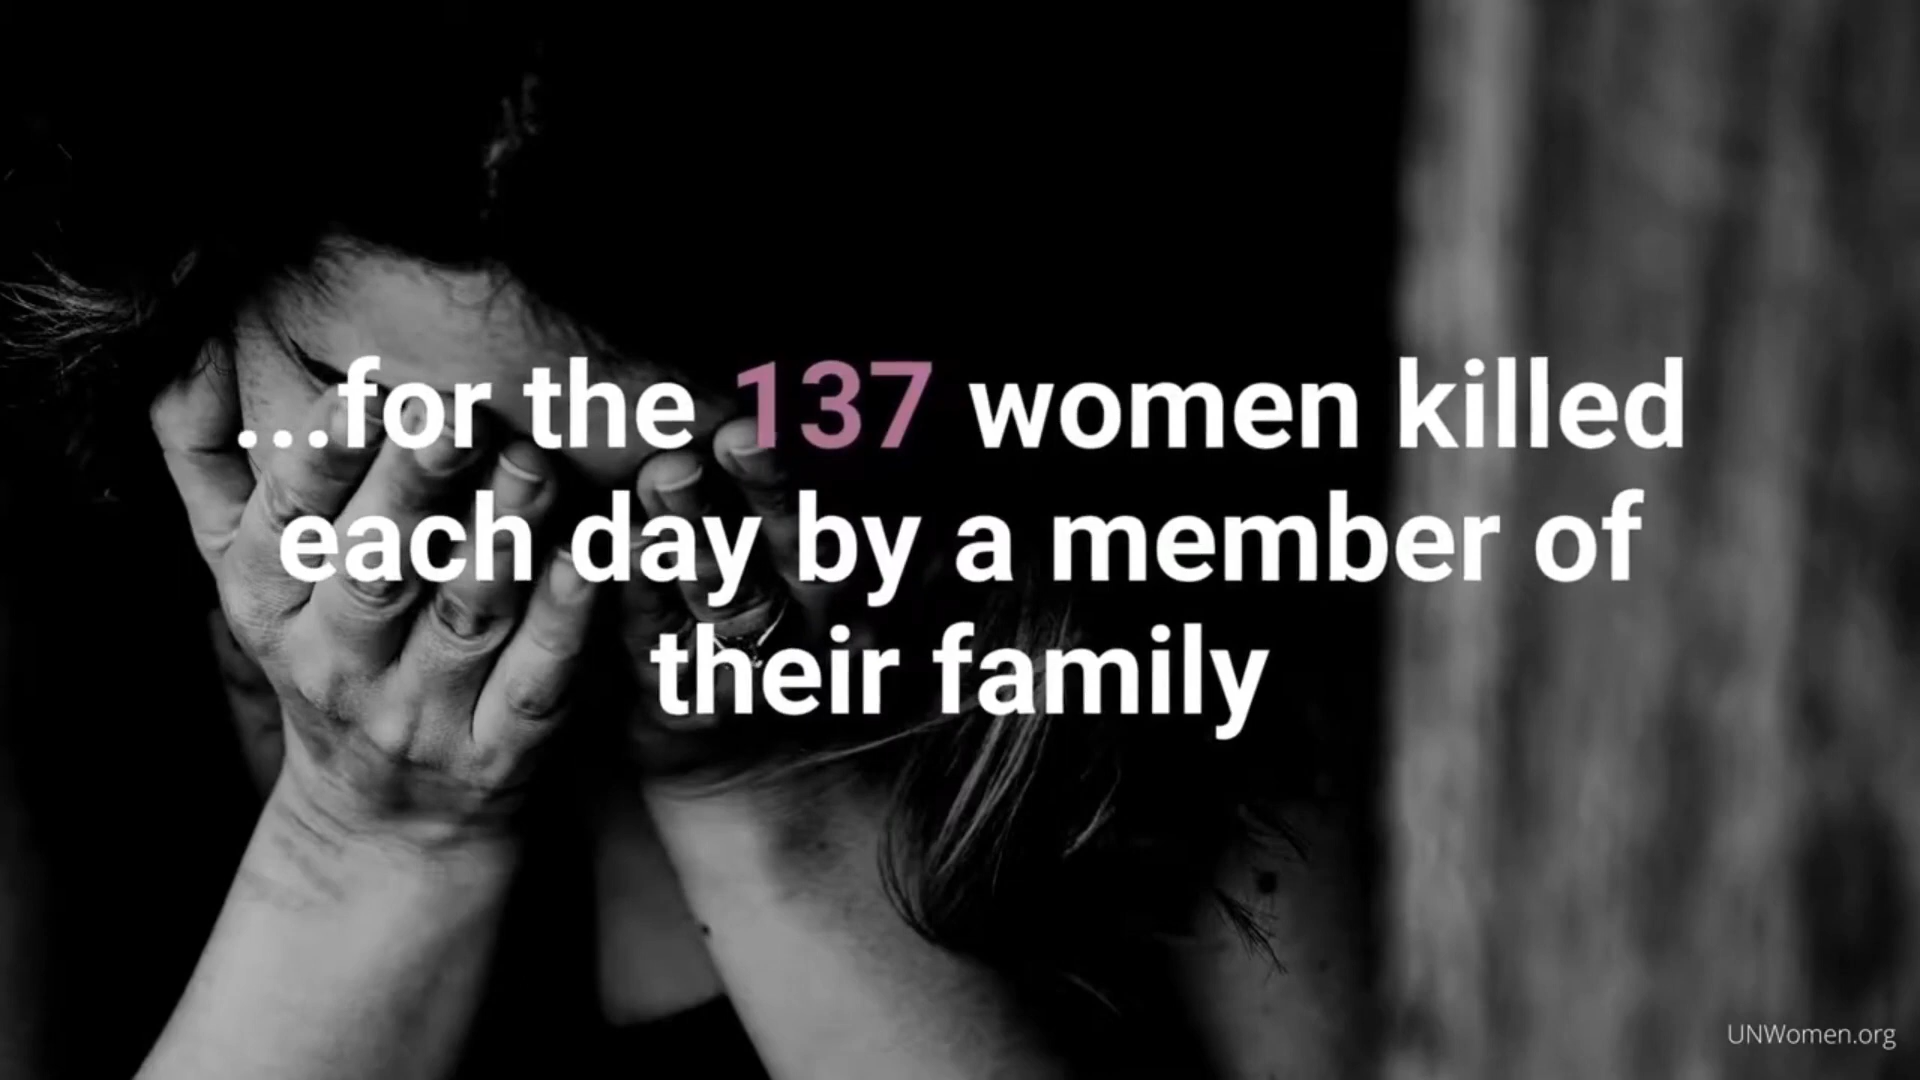 ...for the 137 women killed
each day by a member of
their family
UNWomen.org